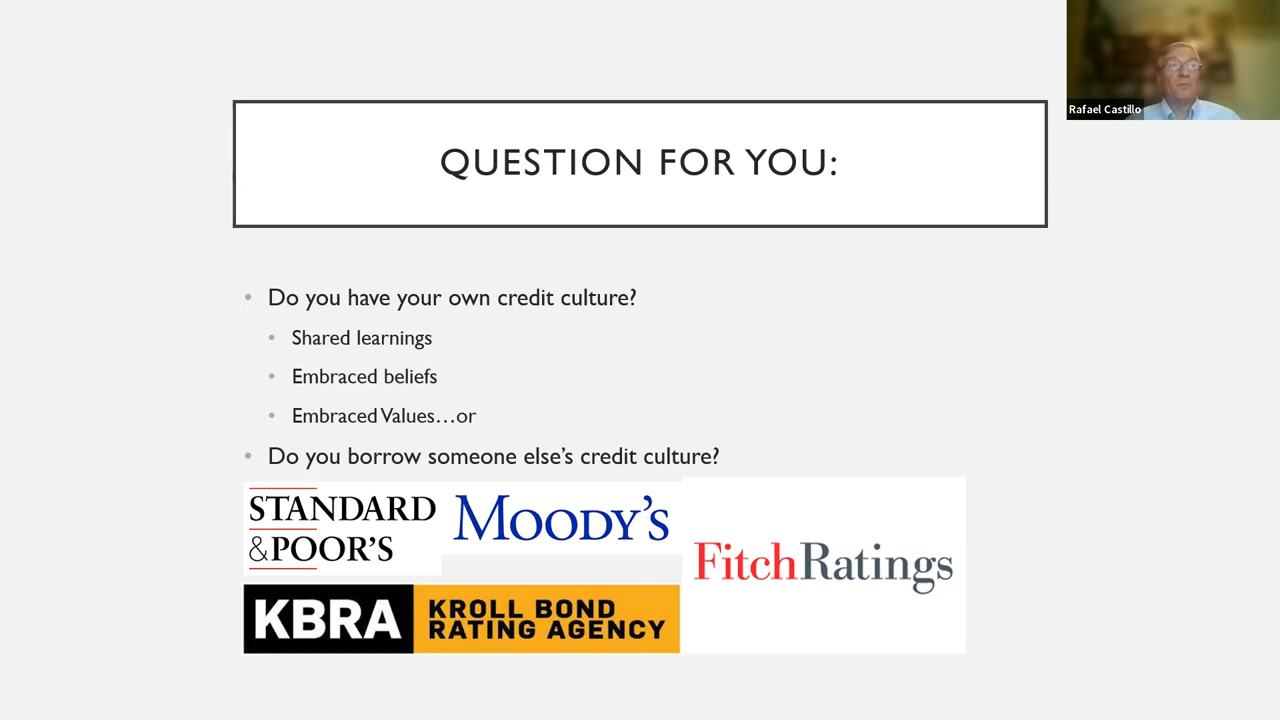 Rafael Castillo
QUESTION FOR YOU:
• Do you have your own credit culture?
• Shared learnings
• Embraced beliefs
• Embraced Values…or
• Do you borrow someone else’s credit culture?
STANDARD
&POOR’S
MOODY’S
FitchRatings
KBRA
KROLL BOND
RATING AGENCY